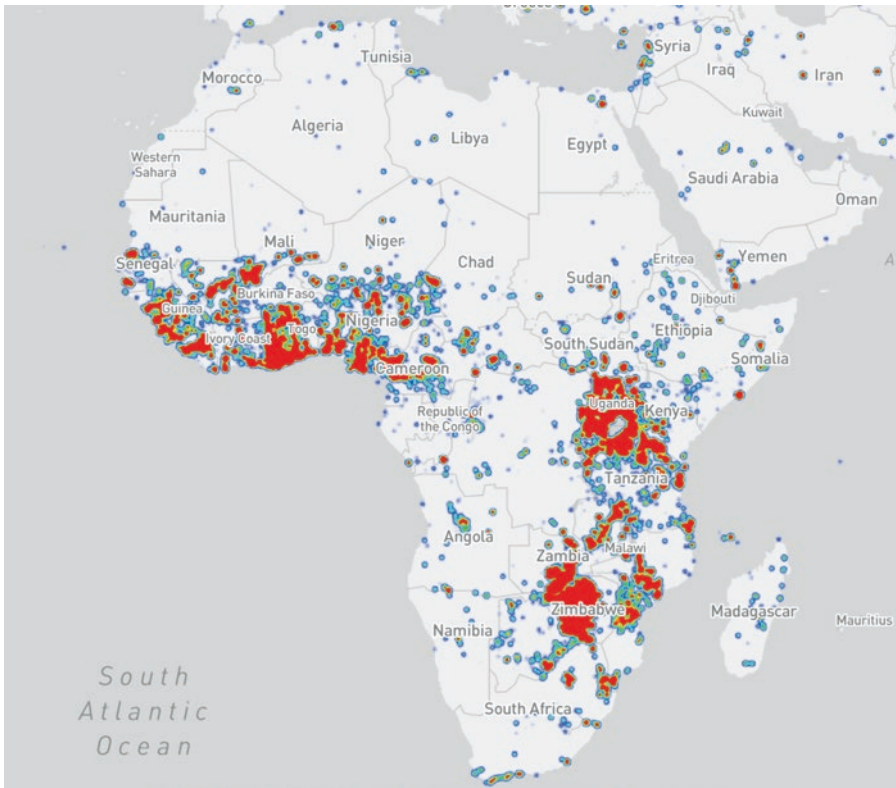 Greece
Syria
Tunisia
Morocco
Iraq
Iran
Kuwait
Algeria
Libya
Egypt
Western
Sahara
Saudi Arabia
Oman
Mauritania
Mali
Niger
Chad
Sudan
Eritrea
Yemen
A
Senegal
Burkina Faso
Djibouti
Guinea
Nigeria
Togo
Ivory Coast
Ethiopia
South Sudan
Somalia
Cameroon
Uganda
Kenya
Republic of
the Congo
Tanzania
Angola
Malawi
Zambia
Zimbabwe
Madagascar
Mauritius
Namibia
South Africa
South
Atlantic
Ocean